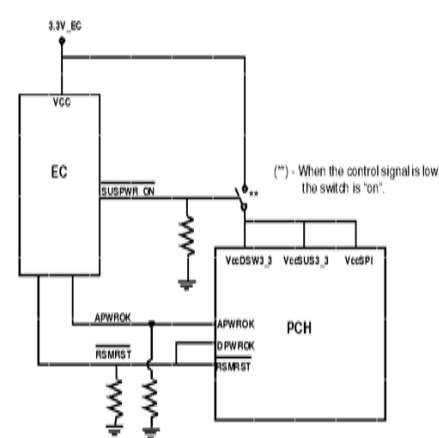 3.3V_EC
VCC
EC
SUSPWR_ON
**
(**) - When the control signal is low,
the switch is "on".
VccDSW3_3 VccSUS3_3 VccSPI
APWROK
APWROK
PCH
DPWROK
RSMRST
RSMRST